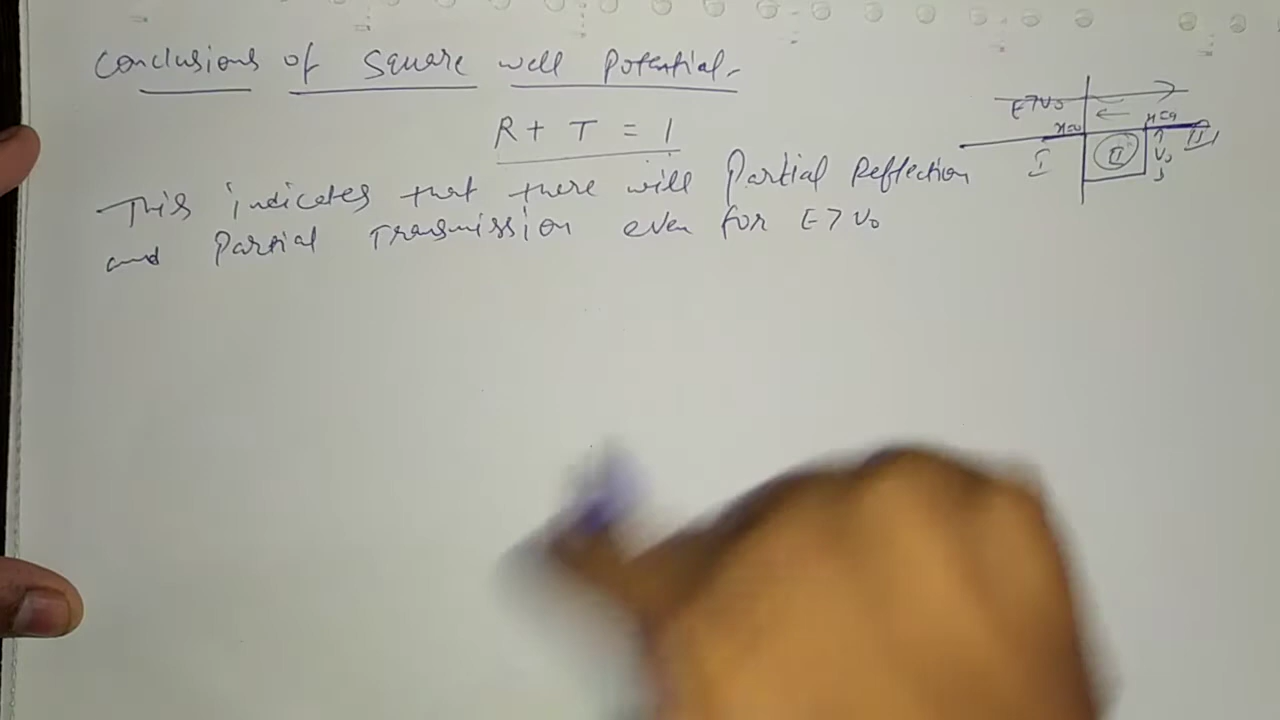 Conclusions of Square well Potential.
R + T = 1
This indicates that there will Partial Reflection
and Partial Transmission even for E > V₀
E > V₀
x=0
x=a
I
II
V₀
III